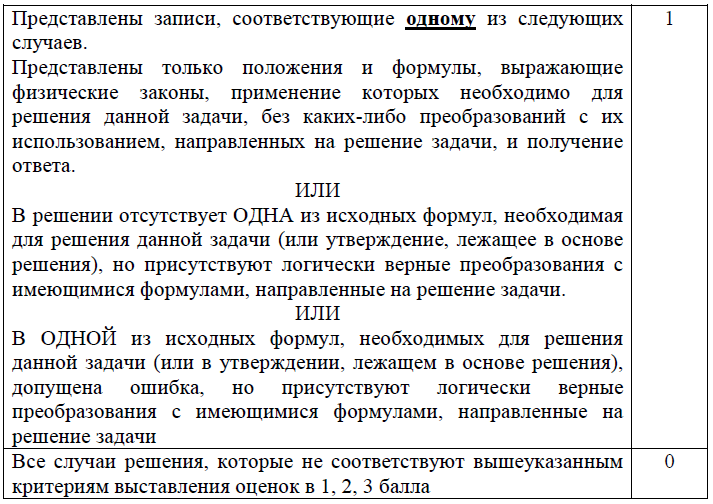 Представлены записи, соответствующие одному из следующих 1
случаев.
Представлены только положения и формулы, выражающие
физические законы, применение которых необходимо для
решения данной задачи, без каких-либо преобразований с их
использованием, направленных на решение задачи, и получение
ответа.
ИЛИ
В решении отсутствует ОДНА из исходных формул, необходимая
для решения данной задачи (или утверждение, лежащее в основе
решения), но присутствуют логически верные преобразования с
имеющимися формулами, направленные на решение задачи.
ИЛИ
В ОДНОЙ из исходных формул, необходимых для решения
данной задачи (или в утверждении, лежащем в основе решения),
допущена ошибка, но присутствуют логически верные
преобразования с имеющимися формулами, направленные на
решение задачи
Все случаи решения, которые не соответствуют вышеуказанным 0
критериям выставления оценок в 1, 2, 3 балла